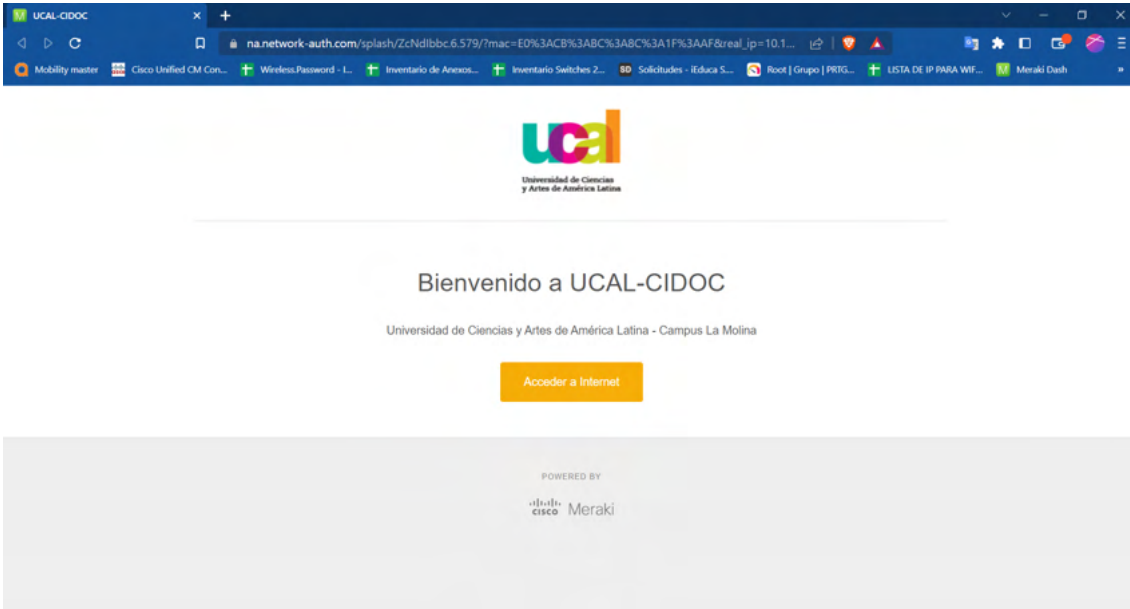 UCAL-CIDOC
na.network-auth.com/splash/ZcNdIbbc.6.579/?mac=E0%3ACB%3ABC%3A8C%3A1F%3AAF&real_ip=10.1...
Mobility master Cisco Unified CM Con... Wireless.Password - L... Inventario de Anexos... Inventario Switches 2... SD Solicitudes - iEduca S... Root | Grupo | PRTG... LISTA DE IP PARA WIF... Meraki Dash »
ucal
Universidad de Ciencias
y Artes de América Latina
Bienvenido a UCAL-CIDOC
Universidad de Ciencias y Artes de América Latina - Campus La Molina
Acceder a Internet
POWERED BY
cisco Meraki